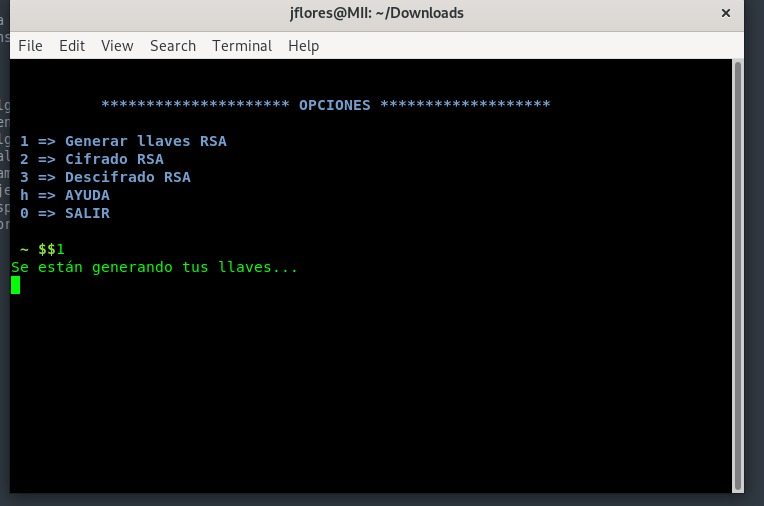 jflores@MII: ~/Downloads
File Edit View Search Terminal Help
********************* OPCIONES *******************
1 => Generar llaves RSA
2 => Cifrado RSA
3 => Descifrado RSA
h => AYUDA
0 => SALIR
~ $$1
Se están generando tus llaves...